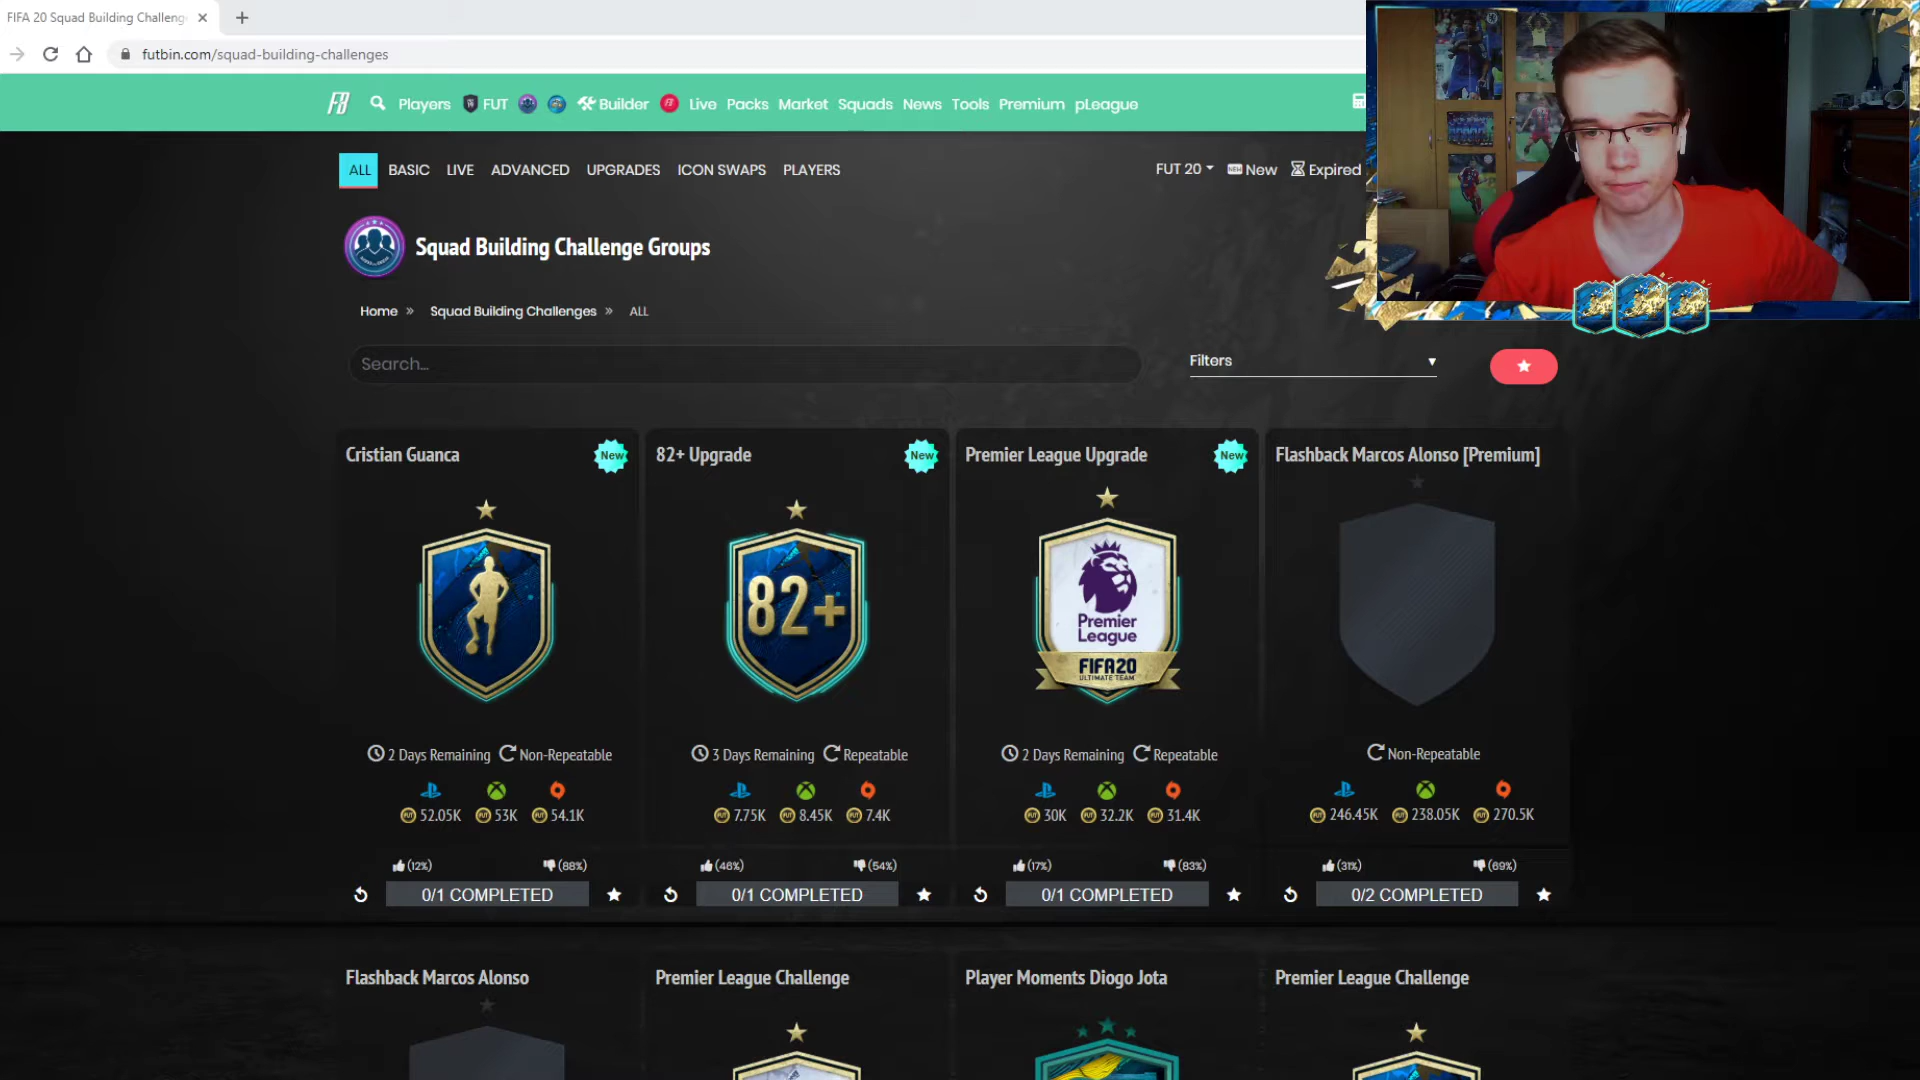 FIFA 20 Squad Building Challeng
futbin.com/squad-building-challenges
Players FUT Builder Live Packs Market Squads News Tools Premium pLeague
ALL BASIC LIVE ADVANCED UPGRADES ICON SWAPS PLAYERS
FUT 20 New Expired
Squad Building Challenge Groups
Home » Squad Building Challenges » ALL
Search...
Filters
Cristian Guanca New
82+ Upgrade New
Premier League Upgrade New
Flashback Marcos Alonso [Premium]
82+
Premier
League
FIFA20
ULTIMATE TEAM
2 Days Remaining Non-Repeatable
3 Days Remaining Repeatable
2 Days Remaining Repeatable
Non-Repeatable
52.05K 53K 54.1K
7.75K 8.45K 7.4K
30K 32.2K 31.4K
246.45K 238.05K 270.5K
(12%) (88%)
(46%) (54%)
(17%) (83%)
(31%) (69%)
0/1 COMPLETED
0/1 COMPLETED
0/1 COMPLETED
0/2 COMPLETED
Flashback Marcos Alonso
Premier League Challenge
Player Moments Diogo Jota
Premier League Challenge